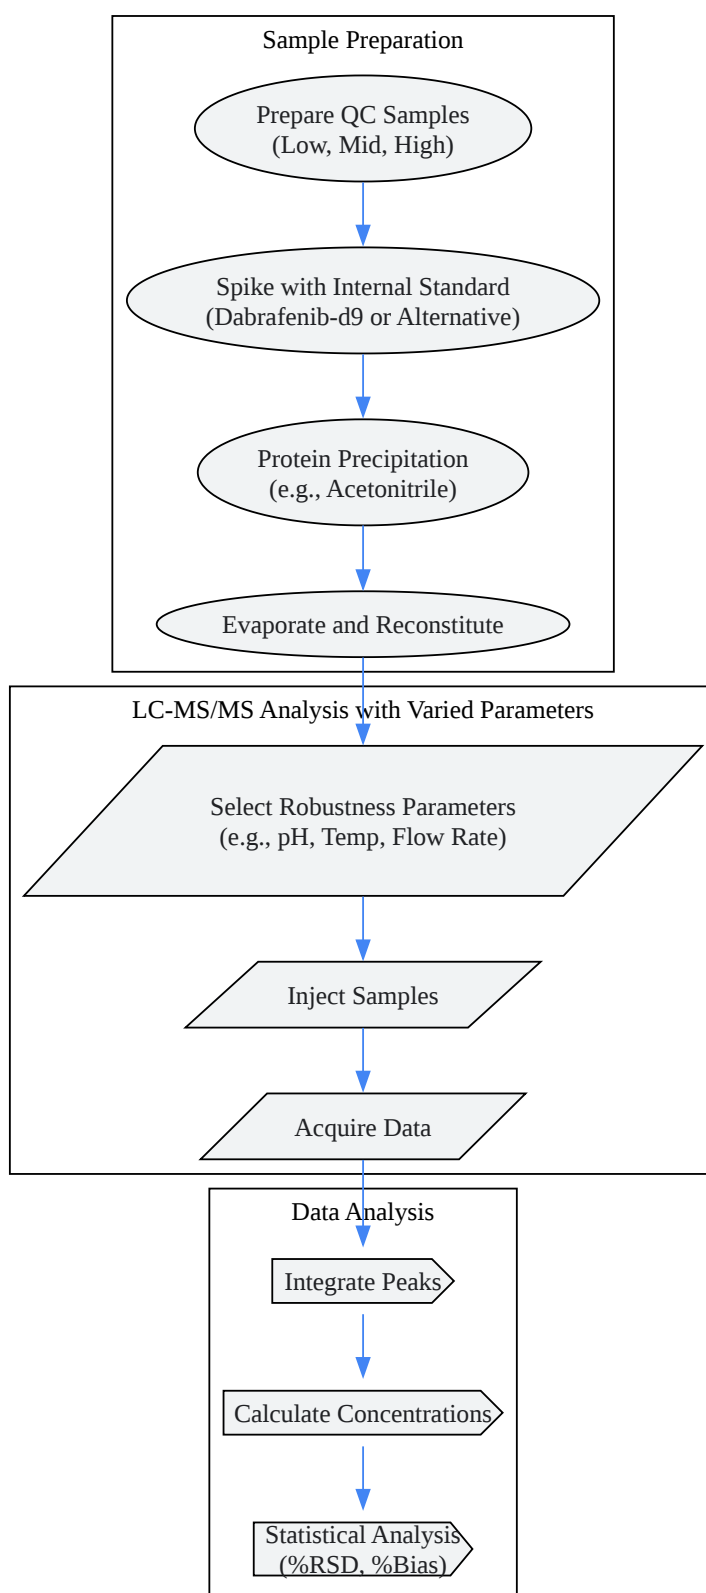 Sample Preparation
Prepare QC Samples
(Low, Mid, High)
Spike with Internal Standard
(Dabrafenib-d9 or Alternative)
Protein Precipitation
(e.g., Acetonitrile)
Evaporate and Reconstitute
LC-MS/MS Analysis with Varied Parameters
Select Robustness Parameters
(e.g., pH, Temp, Flow Rate)
Inject Samples
Acquire Data
Data Analysis
Integrate Peaks
Calculate Concentrations
Statistical Analysis
(%RSD, %Bias)